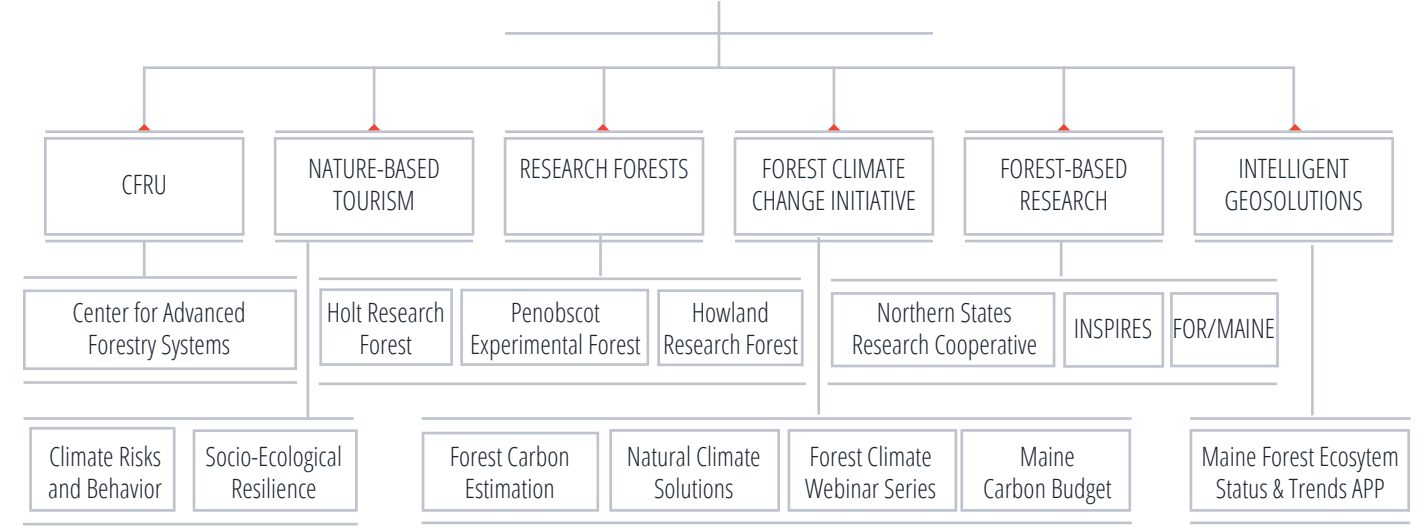 CFRU
NATURE-BASED
TOURISM
RESEARCH FORESTS
FOREST CLIMATE
CHANGE INITIATIVE
FOREST-BASED
RESEARCH
INTELLIGENT
GEOSOLUTIONS
Center for Advanced
Forestry Systems
Holt Research
Forest
Penobscot
Experimental Forest
Howland
Research Forest
Northern States
Research Cooperative
INSPIRES
FOR/MAINE
Climate Risks
and Behavior
Socio-Ecological
Resilience
Forest Carbon
Estimation
Natural Climate
Solutions
Forest Climate
Webinar Series
Maine
Carbon Budget
Maine Forest Ecosytem
Status & Trends APP